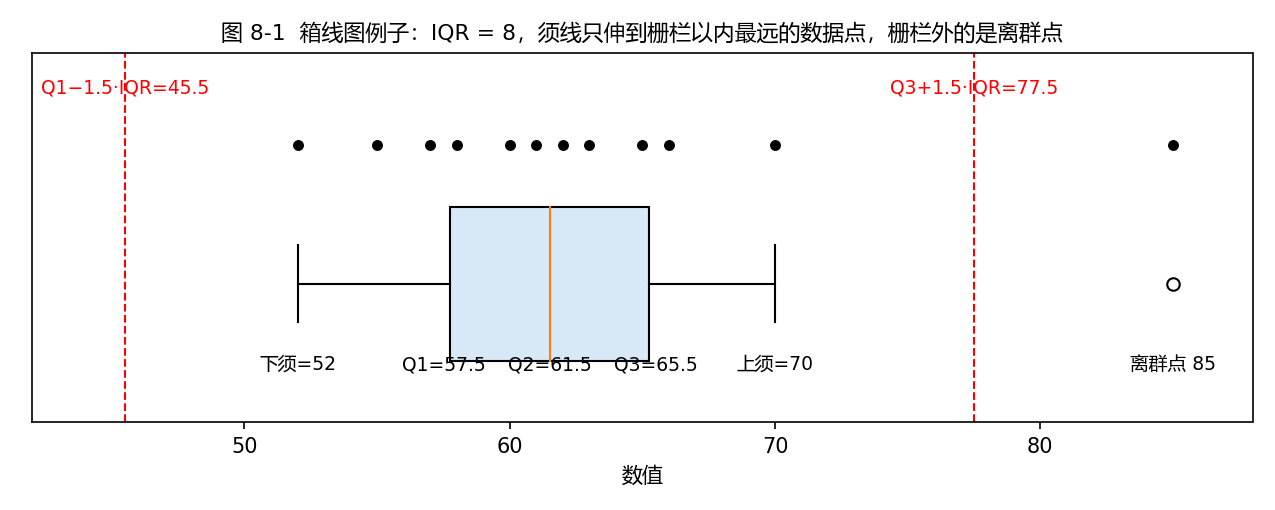 图 8-1 箱线图例子：IQR = 8，须线只伸到栅栏以内最远的数据点，栅栏外的是离群点
Q1−1.5·IQR=45.5
Q3+1.5·IQR=77.5
下须=52
Q1=57.5
Q2=61.5
Q3=65.5
上须=70
离群点 85
50
60
70
80
数值